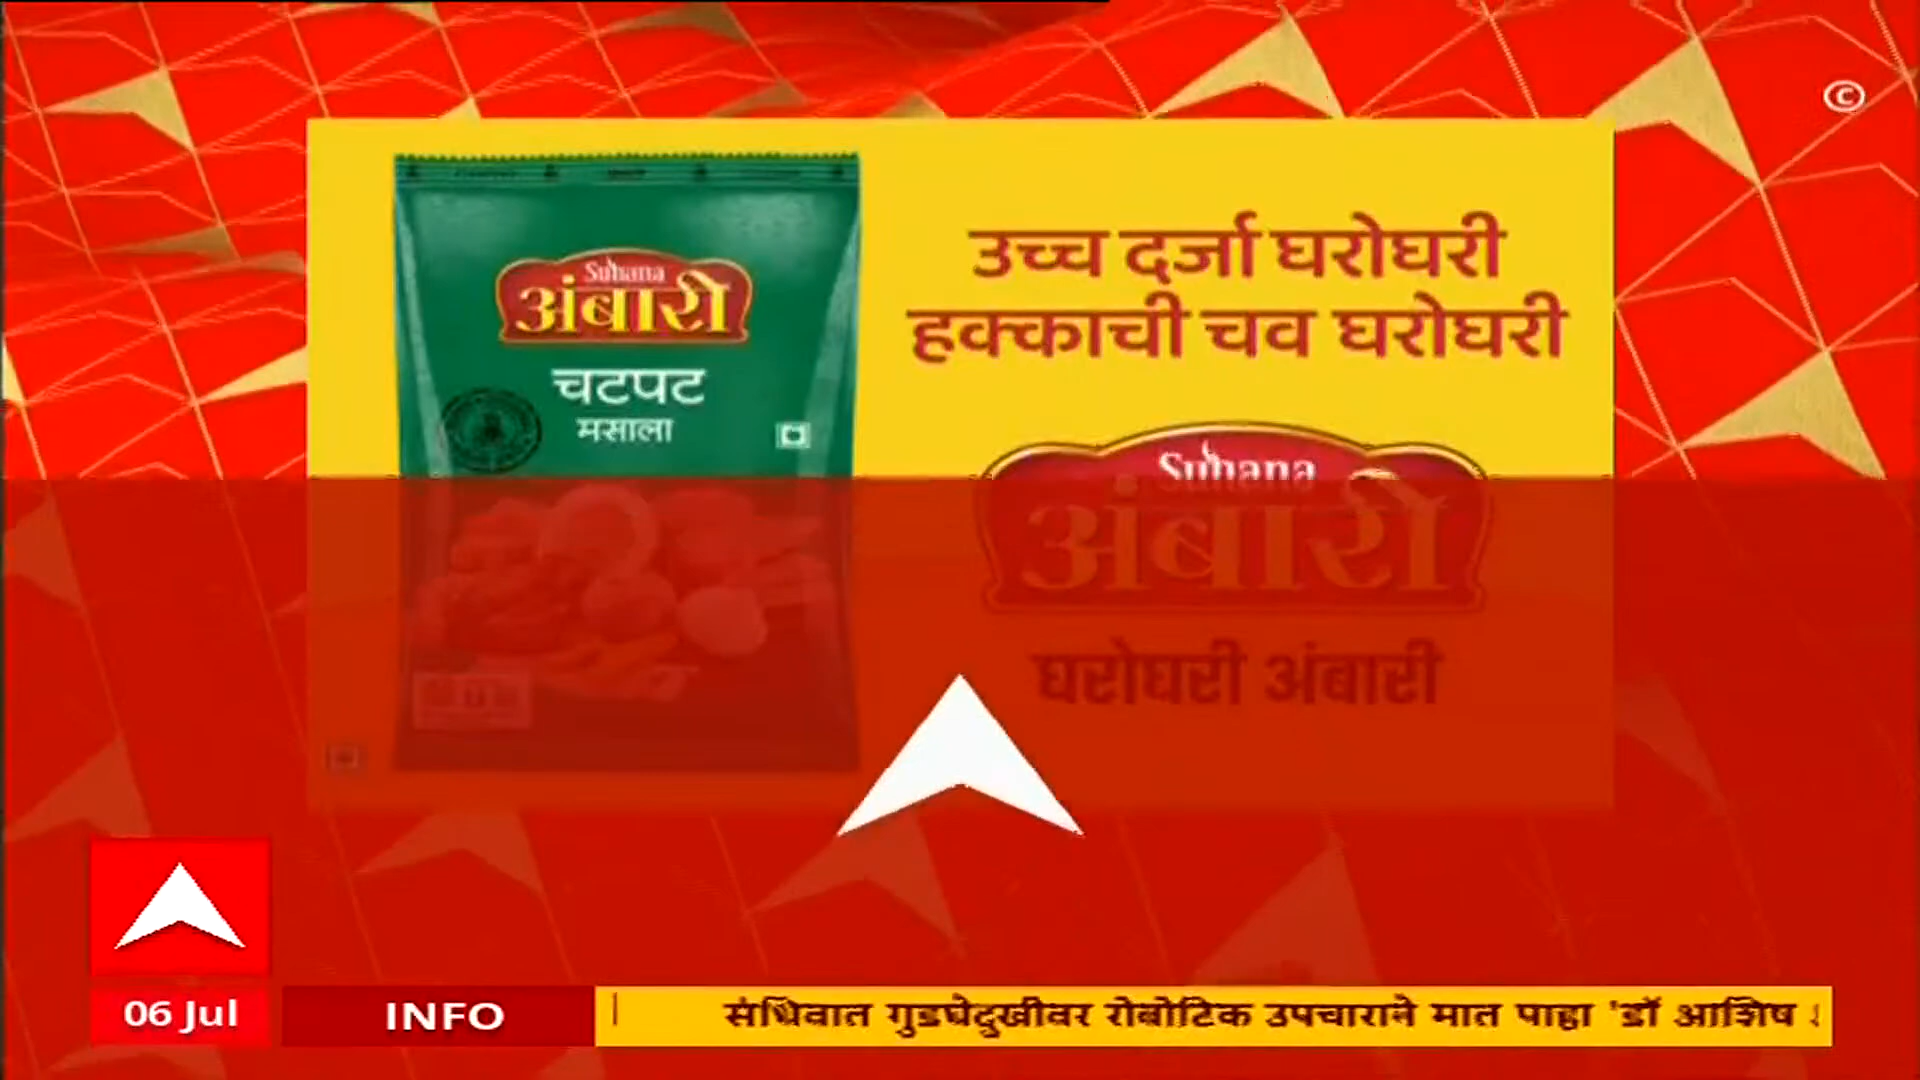 ©
Suhana
अंबारी
चटपट
मसाला
उच्च दर्जा घरोघरी
हक्काची चव घरोघरी
Suhana
अंबारी
घरोघरी अंबारी
06 Jul
INFO
संधिवात गुडघेदुखीवर रोबोटिक उपचाराने मात पाहा 'डॉ आशिष